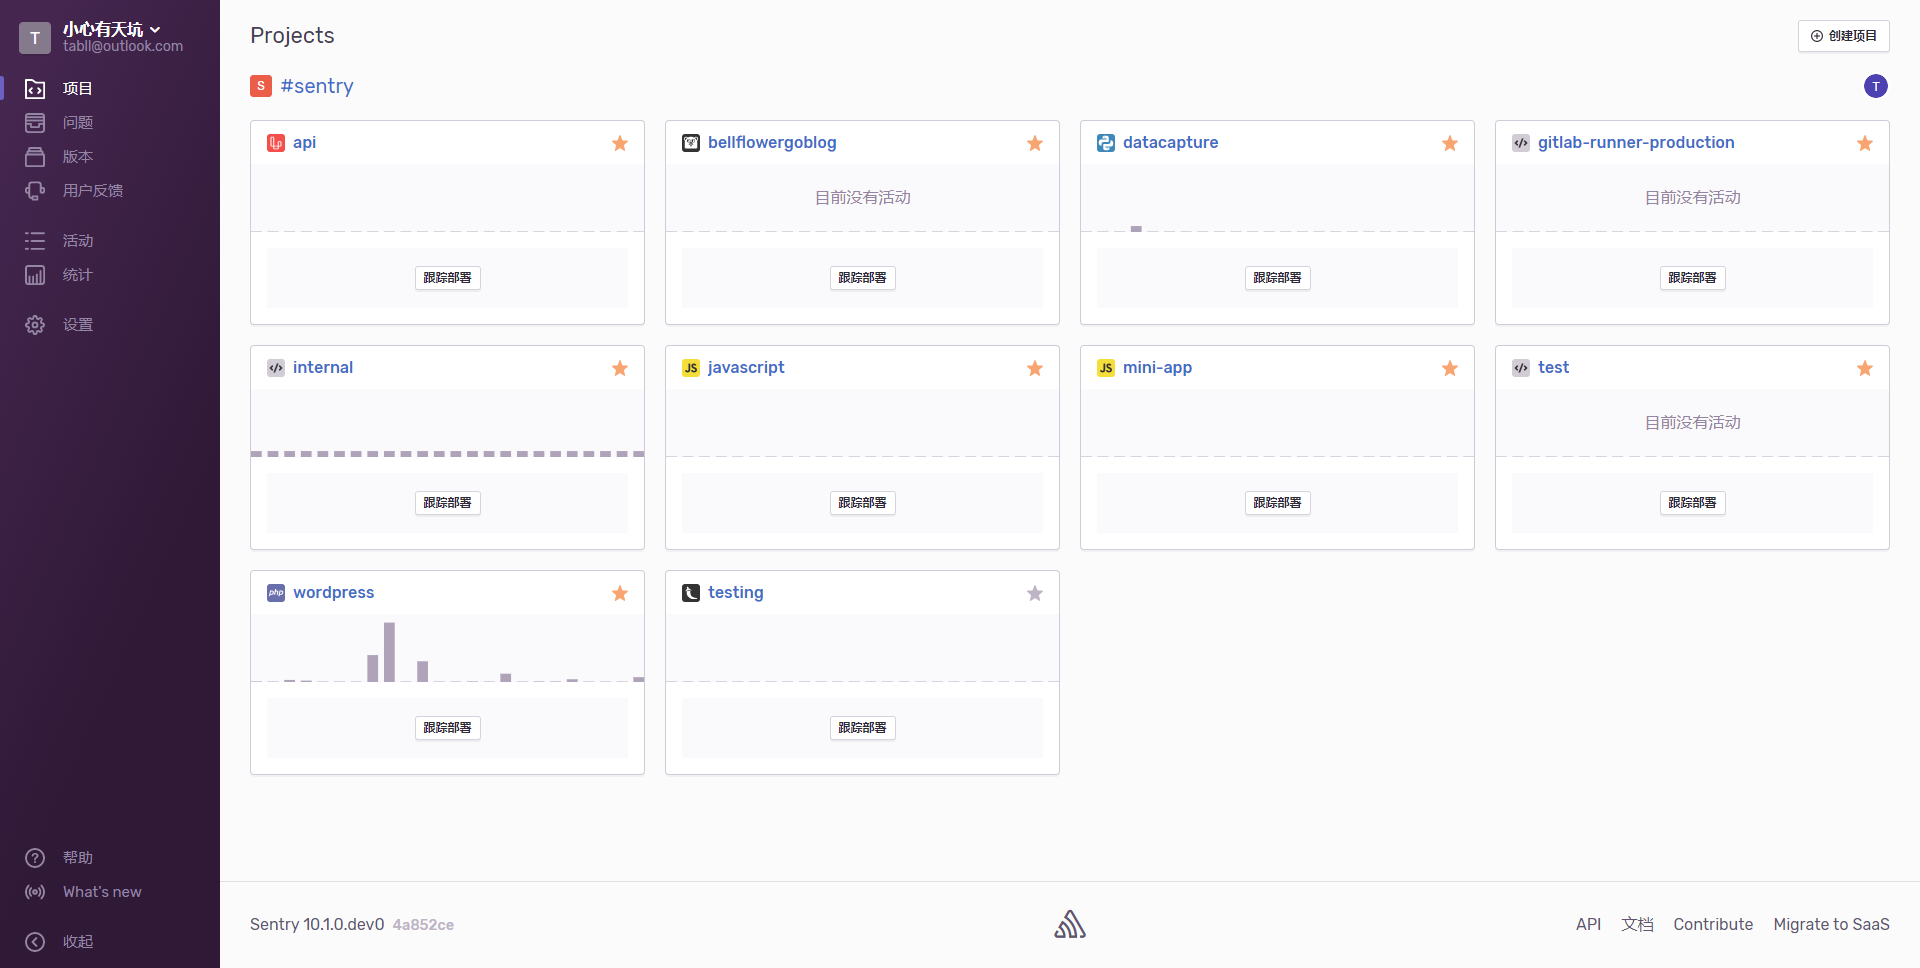 T
小心有天坑
tabll@outlook.com
项目
问题
版本
用户反馈
活动
统计
设置
帮助
What's new
收起
Projects
创建项目
S
#sentry
T
api
跟踪部署
bellflowergoblog
目前没有活动
跟踪部署
datacapture
跟踪部署
gitlab-runner-production
目前没有活动
跟踪部署
internal
跟踪部署
JS
javascript
跟踪部署
JS
mini-app
跟踪部署
test
目前没有活动
跟踪部署
php
wordpress
跟踪部署
testing
跟踪部署
Sentry 10.1.0.dev0 4a852ce
API 文档 Contribute Migrate to SaaS